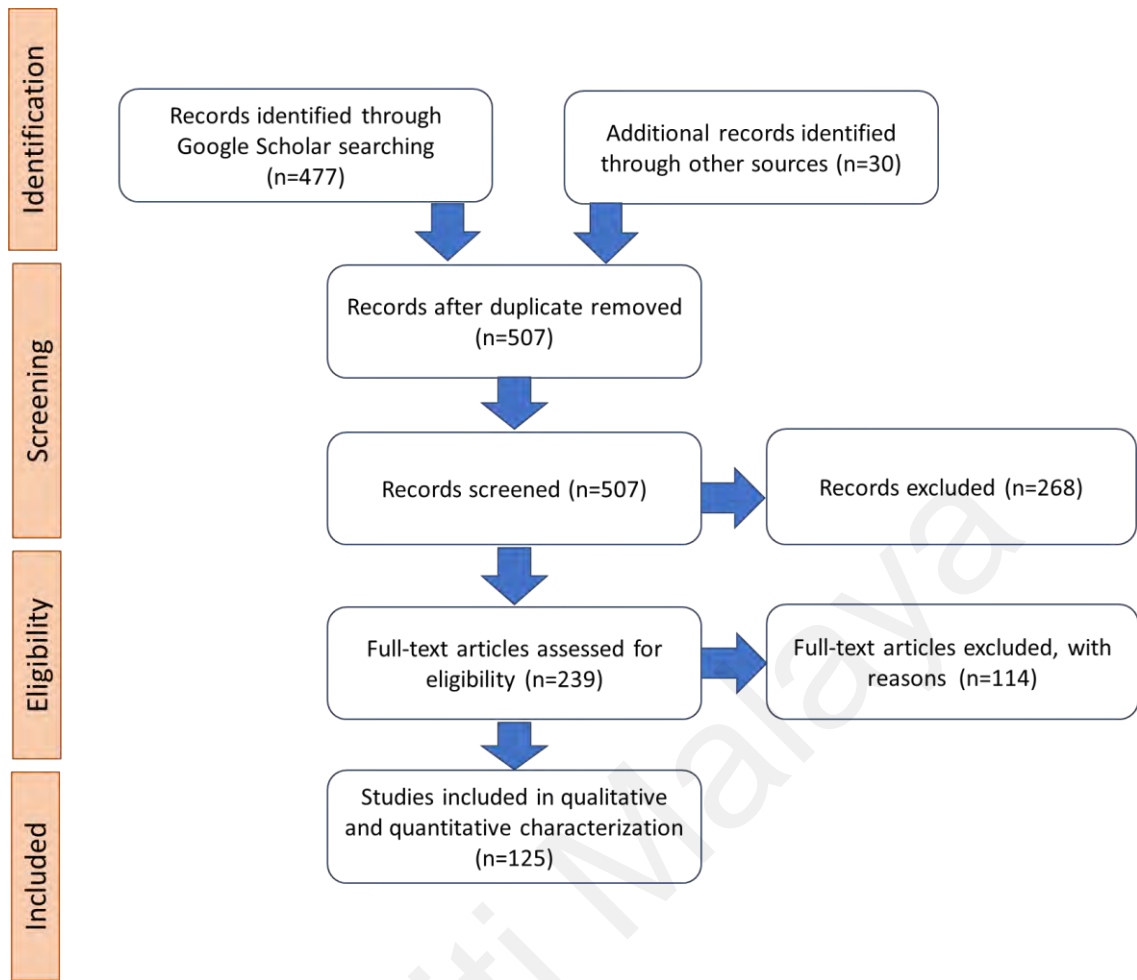 Identification
Records identified through
Google Scholar searching
(n=477)
Additional records identified
through other sources (n=30)
Screening
Records after duplicate removed
(n=507)
Records screened (n=507)
Records excluded (n=268)
Eligibility
Full-text articles assessed for
eligibility (n=239)
Full-text articles excluded, with
reasons (n=114)
Included
Studies included in qualitative
and quantitative characterization
(n=125)
iti Malaya